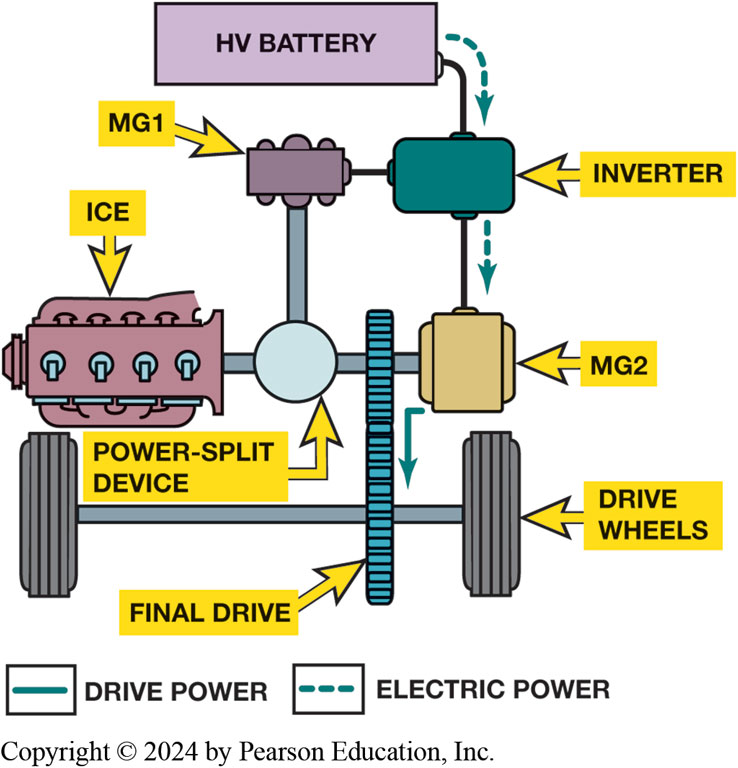 HV BATTERY
MG1
INVERTER
ICE
MG2
POWER-SPLIT
DEVICE
DRIVE
WHEELS
FINAL DRIVE
DRIVE POWER
ELECTRIC POWER
Copyright © 2024 by Pearson Education, Inc.